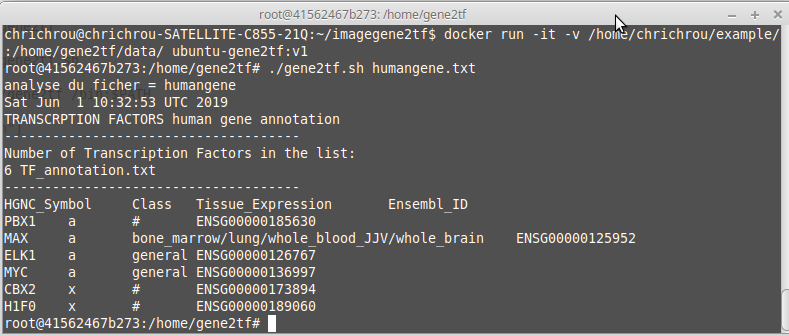 root@41562467b273: /home/gene2tf
chrichrou@chrichrou-SATELLITE-C855-21Q:~/imagegene2tf$ docker run -it -v /home/chrichrou/example/
:/home/gene2tf/data/ ubuntu-gene2tf:v1
root@41562467b273:/home/gene2tf# ./gene2tf.sh humangene.txt
analyse du ficher = humangene
Sat Jun  1 10:32:53 UTC 2019
TRANSCRPTION FACTORS human gene annotation
-----------------------------------
Number of Transcription Factors in the list:
6 TF_annotation.txt
-----------------------------------
HGNC_Symbol     Class   Tissue_Expression       Ensembl_ID
PBX1    a       #       ENSG00000185630
MAX     a       bone_marrow/lung/whole_blood_JJV/whole_brain    ENSG00000125952
ELK1    a       general ENSG00000126767
MYC     a       general ENSG00000136997
CBX2    x       #       ENSG00000173894
H1F0    x       #       ENSG00000189060
root@41562467b273:/home/gene2tf#